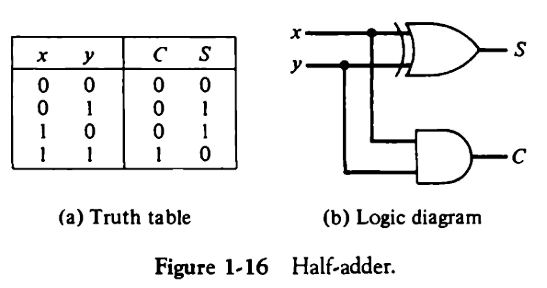 x y C S
0 0 0 0
0 1 0 1
1 0 0 1
1 1 1 0
x
y
S
C
(a) Truth table
(b) Logic diagram
Figure 1-16 Half-adder.